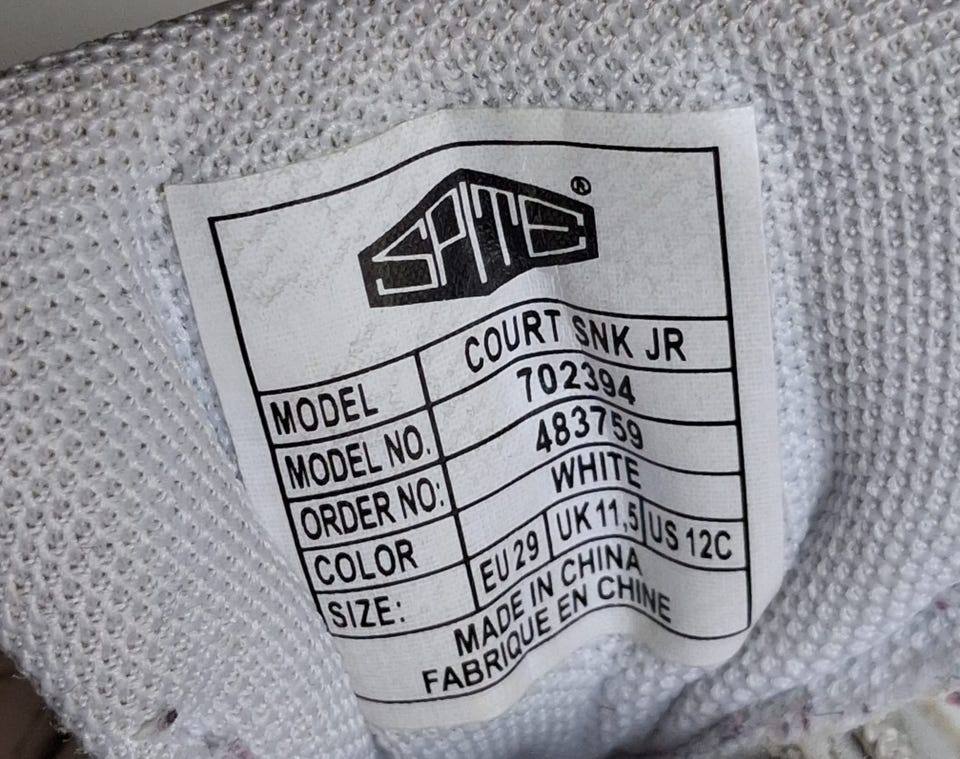 SPITE®
MODEL COURT SNK JR
MODEL NO. 702394
ORDER NO: 483759
COLOR WHITE
SIZE: EU 29 UK 11,5 US 12C
MADE IN CHINA
FABRIQUE EN CHINE